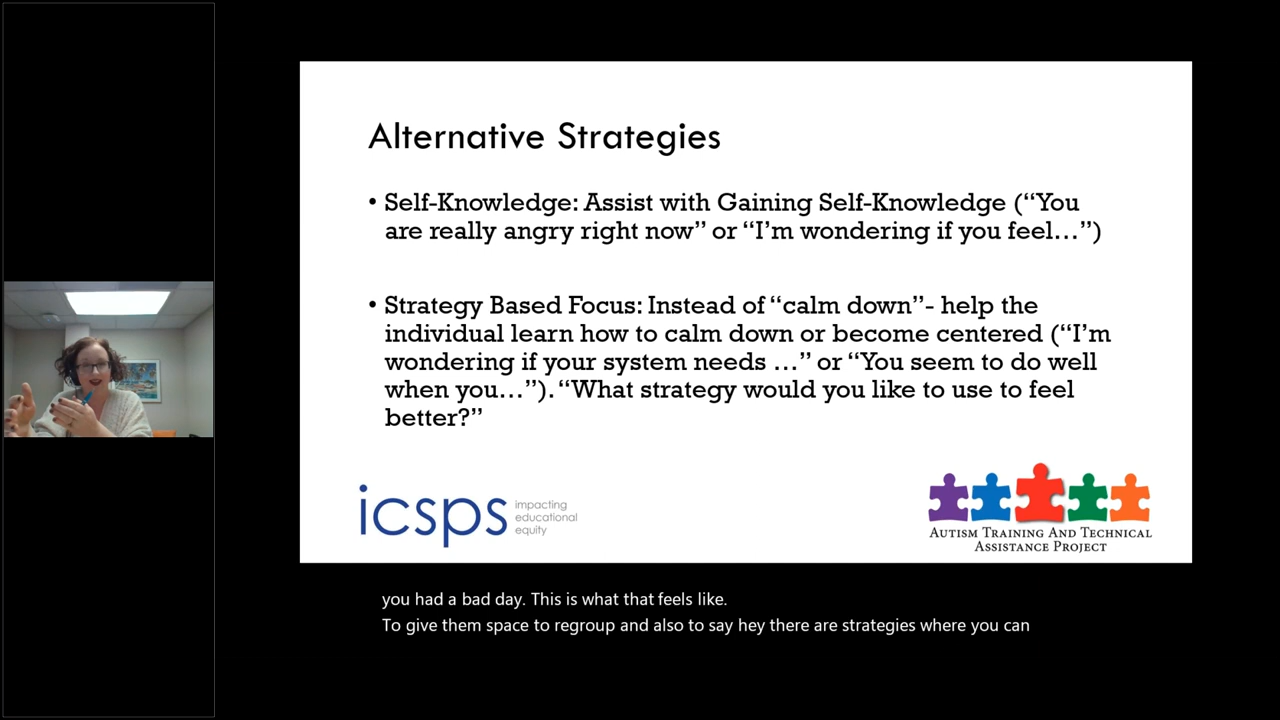 Alternative Strategies
• Self-Knowledge: Assist with Gaining Self-Knowledge (“You
are really angry right now” or “I’m wondering if you feel…”)
• Strategy Based Focus: Instead of “calm down”- help the
individual learn how to calm down or become centered (“I’m
wondering if your system needs …” or “You seem to do well
when you…”). “What strategy would you like to use to feel
better?”
icsps
impacting
educational
equity
Autism Training And Technical
Assistance Project
you had a bad day. This is what that feels like.
To give them space to regroup and also to say hey there are strategies where you can